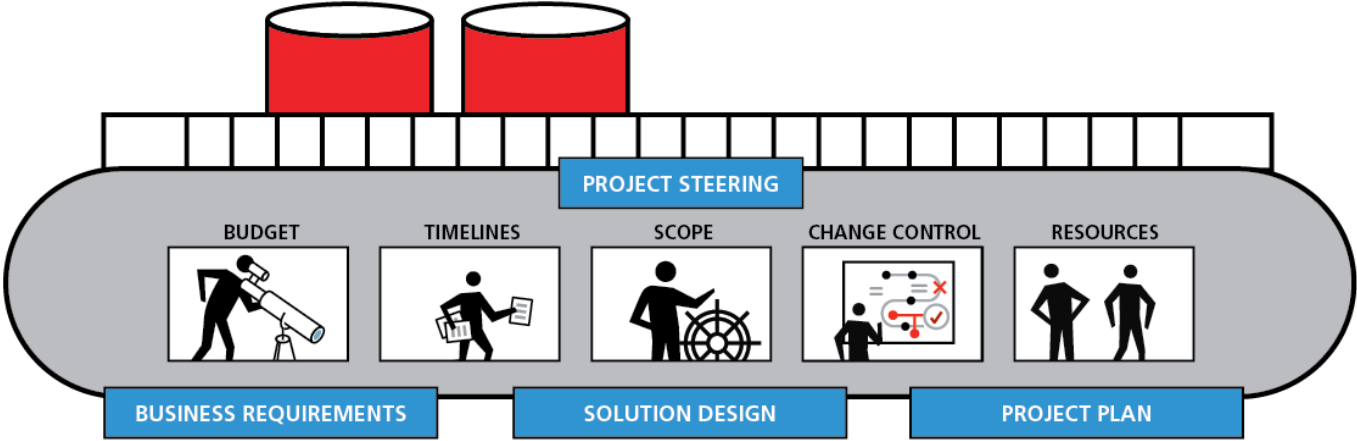 PROJECT STEERING
BUDGET
TIMELINES
SCOPE
CHANGE CONTROL
RESOURCES
BUSINESS REQUIREMENTS
SOLUTION DESIGN
PROJECT PLAN